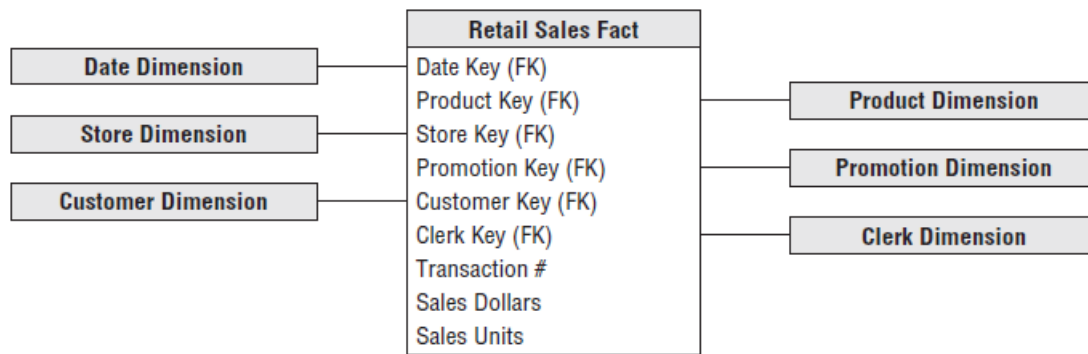 Retail Sales Fact
Date Dimension
Date Key (FK)
Product Key (FK)
Product Dimension
Store Dimension
Store Key (FK)
Promotion Key (FK)
Promotion Dimension
Customer Dimension
Customer Key (FK)
Clerk Key (FK)
Clerk Dimension
Transaction #
Sales Dollars
Sales Units